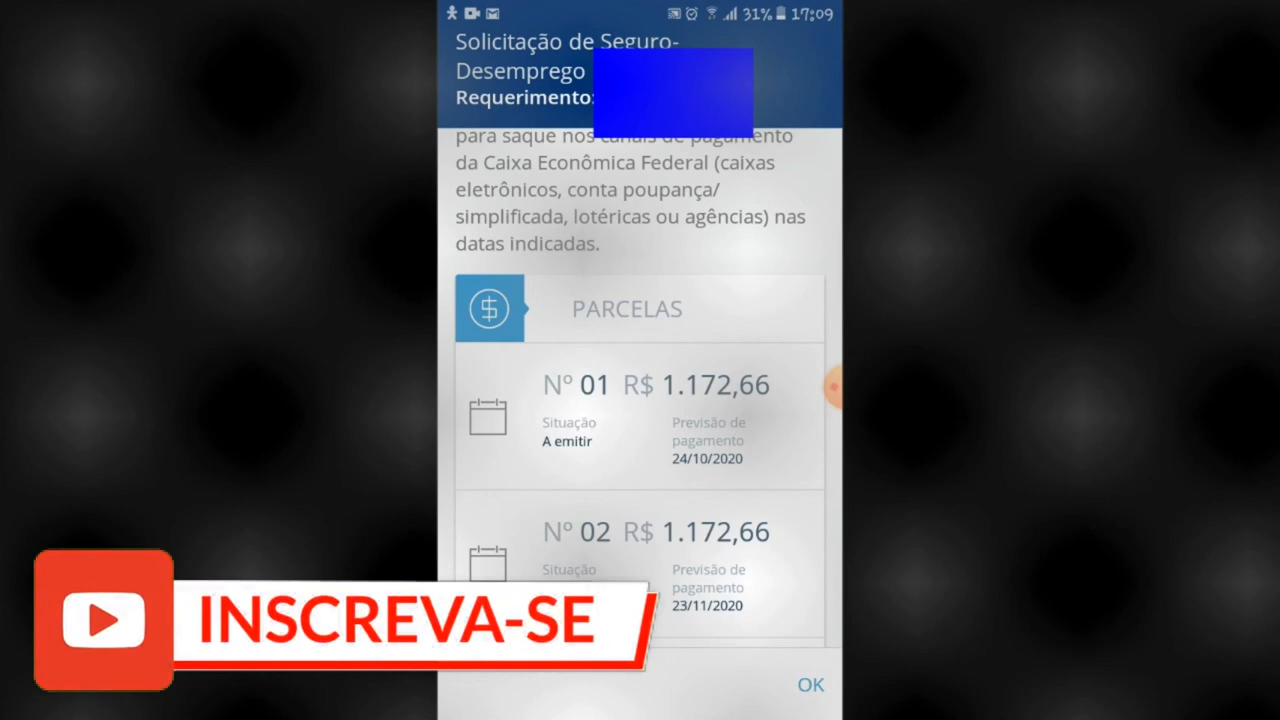 31% 17:09
Solicitação de Seguro-
Desemprego
Requerimento:
para saque nos canais de pagamento
da Caixa Econômica Federal (caixas
eletrônicos, conta poupança/
simplificada, lotéricas ou agências) nas
datas indicadas.
PARCELAS
Nº 01 R$ 1.172,66
Situação Previsão de
A emitir pagamento
24/10/2020
Nº 02 R$ 1.172,66
Situação Previsão de
pagamento
23/11/2020
INSCREVA-SE
OK